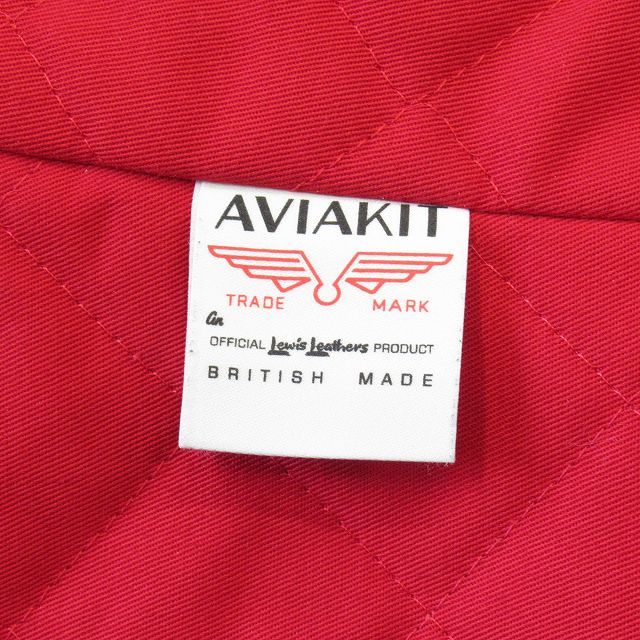 AVIAKIT
TRADE MARK
An
OFFICIAL Lewis Leathers PRODUCT
BRITISH MADE